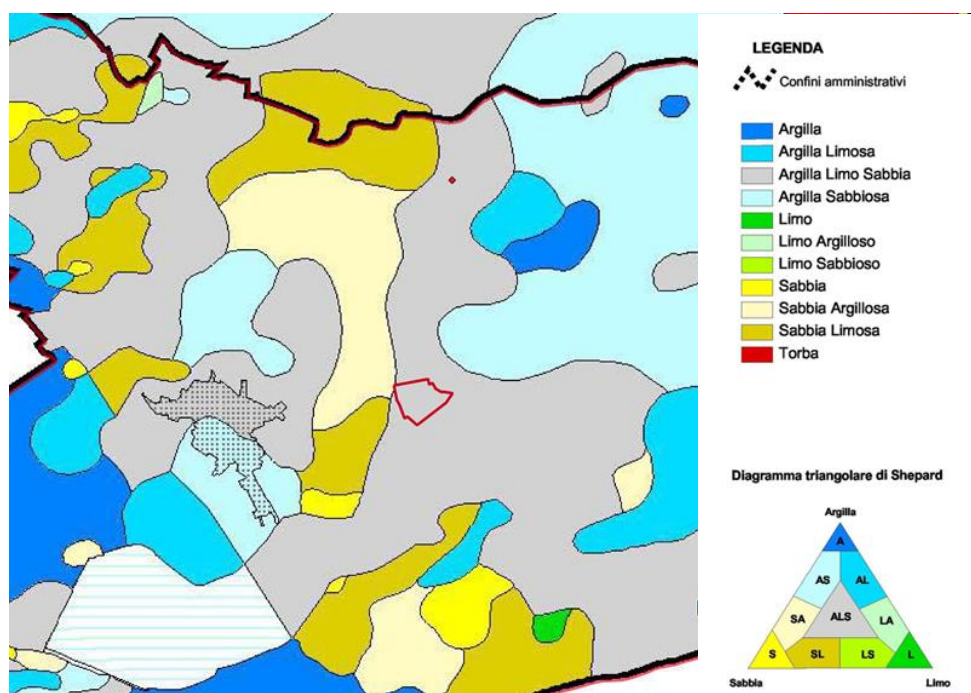 LEGENDA
Confini amministrativi
Argilla
Argilla Limosa
Argilla Limo Sabbia
Argilla Sabbiosa
Limo
Limo Argilloso
Limo Sabbioso
Sabbia
Sabbia Argillosa
Sabbia Limosa
Torba
Diagramma triangolare di Shepard
Argilla
A
AS AL
SA ALS LA
S SL LS L
Sabbia Limo